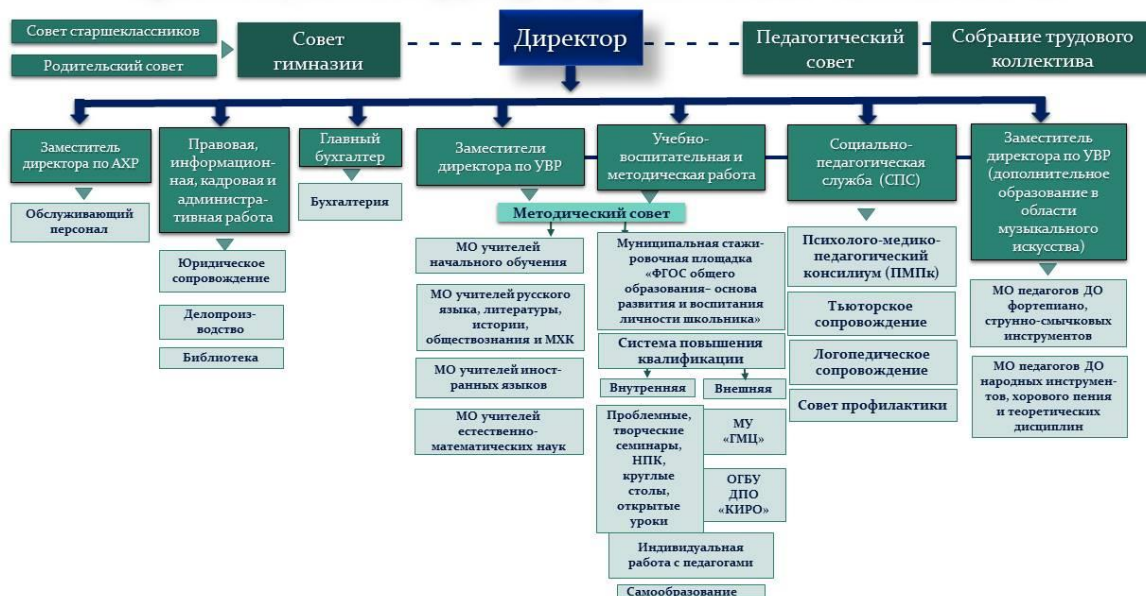 Совет старшеклассников
Родительский совет
Совет
гимназии
Директор
Педагогический
совет
Собрание трудового
коллектива
Заместитель
директора по АХР
Обслуживающий
персонал
Правовая,
информацион-
ная, кадровая и
административ-
тивная работа
Юридическое
сопровождение
Делопроиз-
водство
Библиотека
Главный
бухгалтер
Бухгалтерия
Заместители
директора по УВР
Учебно-
воспитательная и
методическая работа
Методический совет
МО учителей
начального обучения
МО учителей русского
языка, литературы,
истории,
обществознания и МХК
МО учителей иност-
ранных языков
МО учителей
естественно-
математических наук
Муниципальная стажи-
ровочная площадка
«ФГОС общего
образования– основа
развития и воспитания
личности школьника»
Система повышения
квалификации
Внутренняя
Внешняя
Проблемные,
творческие
семинары,
НПК,
круглые
столы,
открытые
уроки
МУ
«ГМЦ»
ОГБУ
ДПО
«КИРО»
Индивидуальная
работа с педагогами
Самообразование
Социально-
педагогическая
служба (СПС)
Психолого-медико-
педагогический
консилиум (ПМПк)
Тьюторское
сопровождение
Логопедическое
сопровождение
Совет профилактики
Заместитель
директора по УВР
(дополнительное
образование в
области
музыкального
искусства)
МО педагогов ДО
фортепиано,
струнно-смычковых
инструментов
МО педагогов ДО
народных инструмен-
тов, хорового пения
и теоретических
дисциплин